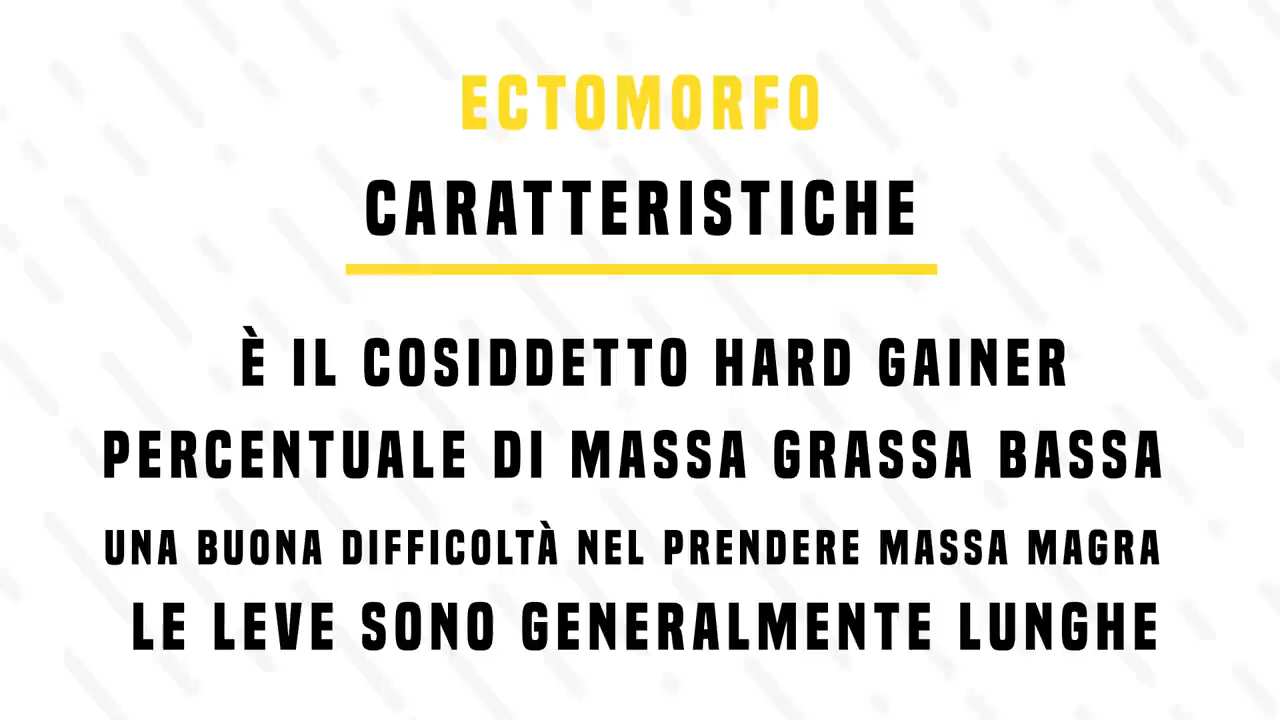 ECTOMORFO
CARATTERISTICHE
È IL COSIDDETTO HARD GAINER
PERCENTUALE DI MASSA GRASSA BASSA
UNA BUONA DIFFICOLTÀ NEL PRENDERE MASSA MAGRA
LE LEVE SONO GENERALMENTE LUNGHE